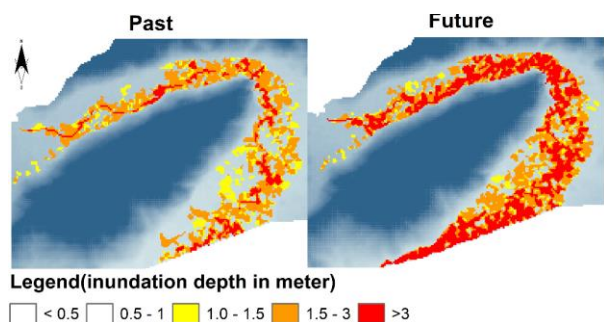 Past
Future
Legend(inundation depth in meter)
< 0.5
0.5 - 1
1.0 - 1.5
1.5 - 3
>3